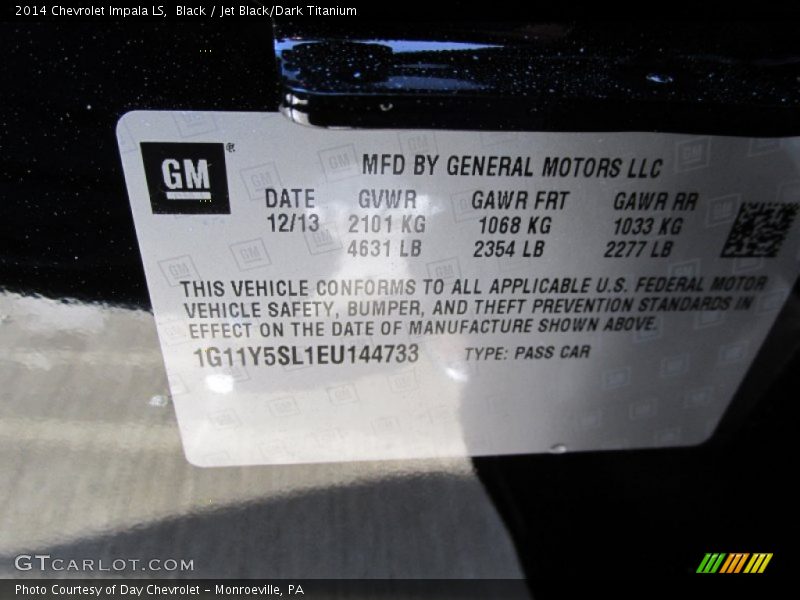 2014 Chevrolet Impala LS, Black / Jet Black/Dark Titanium
GM®
MFD BY GENERAL MOTORS LLC
DATE GVWR GAWR FRT GAWR RR
12/13 2101 KG 1068 KG 1033 KG
4631 LB 2354 LB 2277 LB
THIS VEHICLE CONFORMS TO ALL APPLICABLE U.S. FEDERAL MOTOR
VEHICLE SAFETY, BUMPER, AND THEFT PREVENTION STANDARDS IN
EFFECT ON THE DATE OF MANUFACTURE SHOWN ABOVE.
1G11Y5SL1EU144733 TYPE: PASS CAR
GTCARLOT.COM
Photo Courtesy of Day Chevrolet - Monroeville, PA